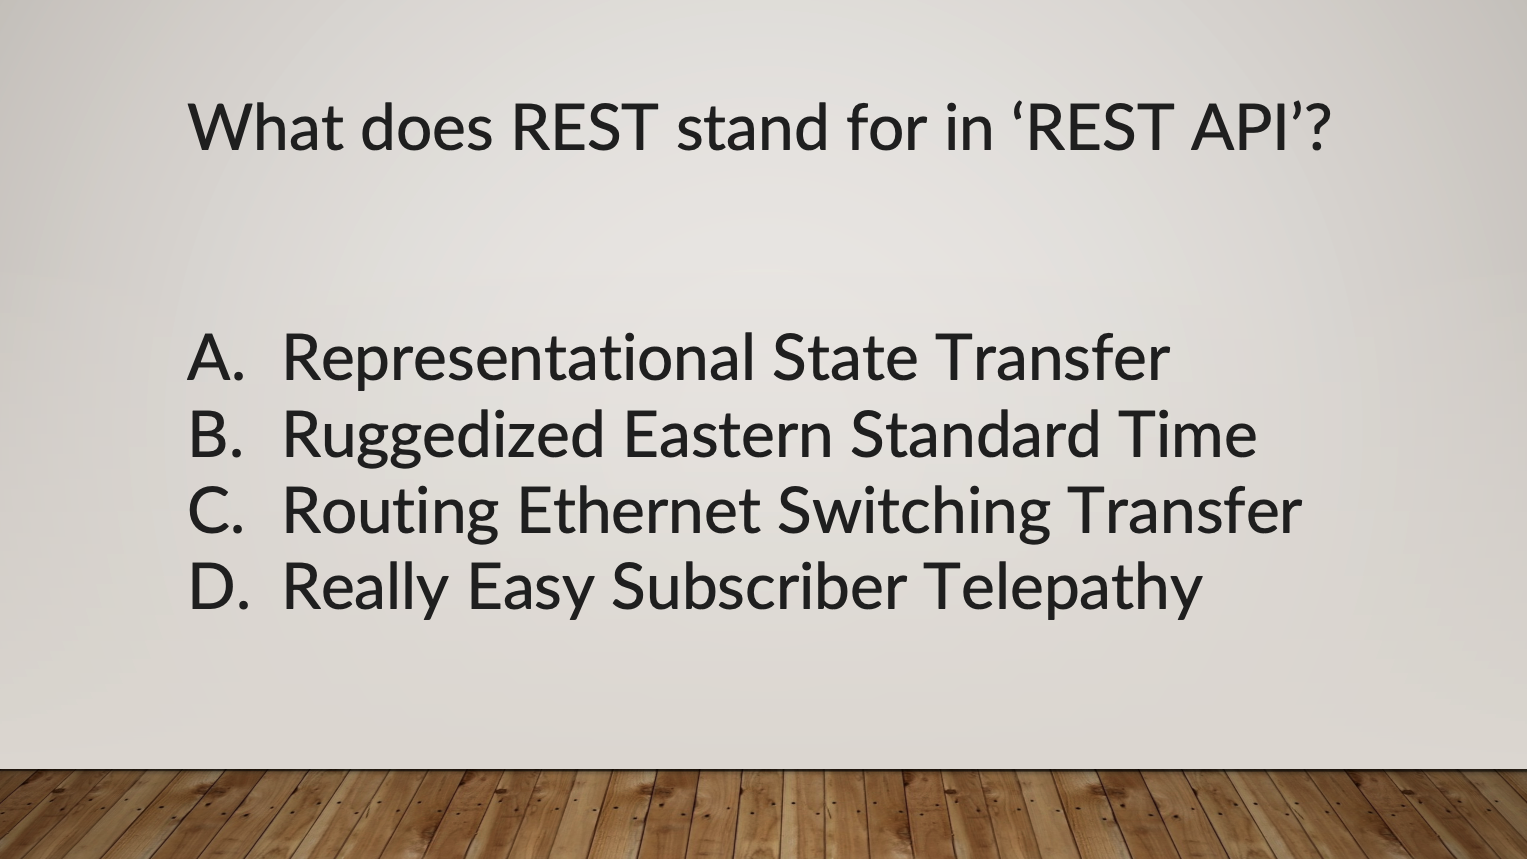 What does REST stand for in ‘REST API’?
A. Representational State Transfer
B. Ruggedized Eastern Standard Time
C. Routing Ethernet Switching Transfer
D. Really Easy Subscriber Telepathy